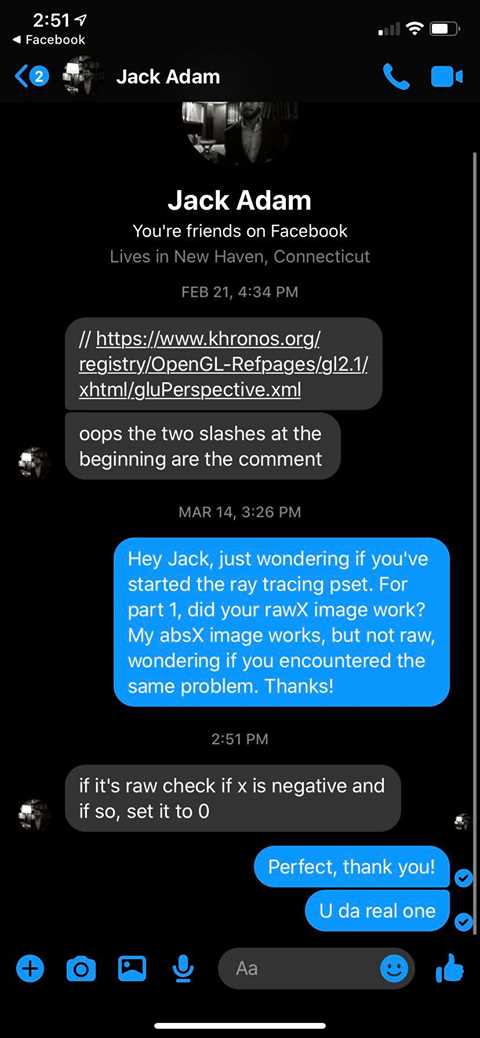 2:51
◀ Facebook
2
Jack Adam
Jack Adam
You're friends on Facebook
Lives in New Haven, Connecticut
FEB 21, 4:34 PM
// https://www.khronos.org/
registry/OpenGL-Refpages/gl2.1/
xhtml/gluPerspective.xml
oops the two slashes at the
beginning are the comment
MAR 14, 3:26 PM
Hey Jack, just wondering if you've
started the ray tracing pset. For
part 1, did your rawX image work?
My absX image works, but not raw,
wondering if you encountered the
same problem. Thanks!
2:51 PM
if it's raw check if x is negative and
if so, set it to 0
Perfect, thank you!
U da real one
Aa